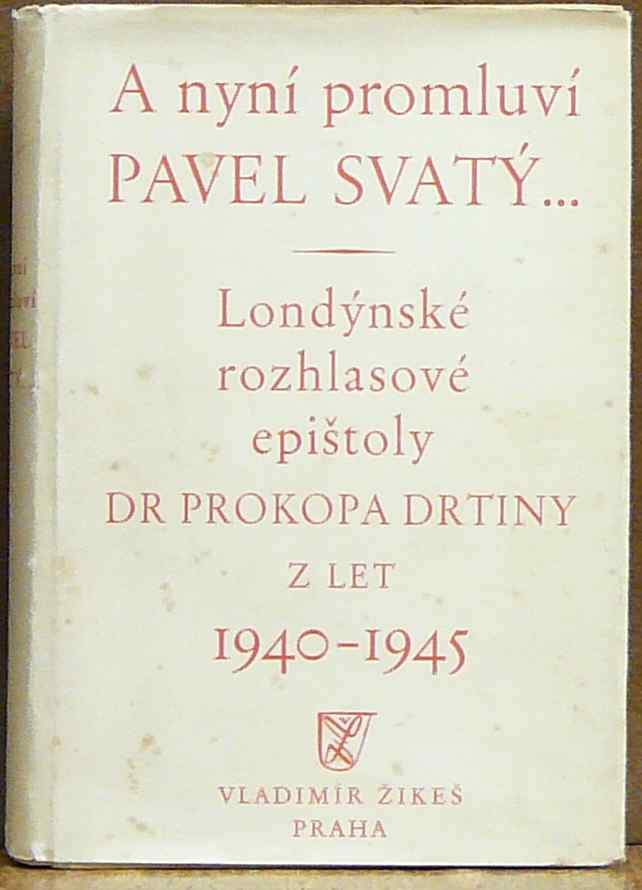 A nyní promluví
PAVEL SVATÝ...
Londýnské
rozhlasové
epištoly
DR PROKOPA DRTINY
Z LET
1940–1945
VLADIMÍR ŽIKEŠ
PRAHA